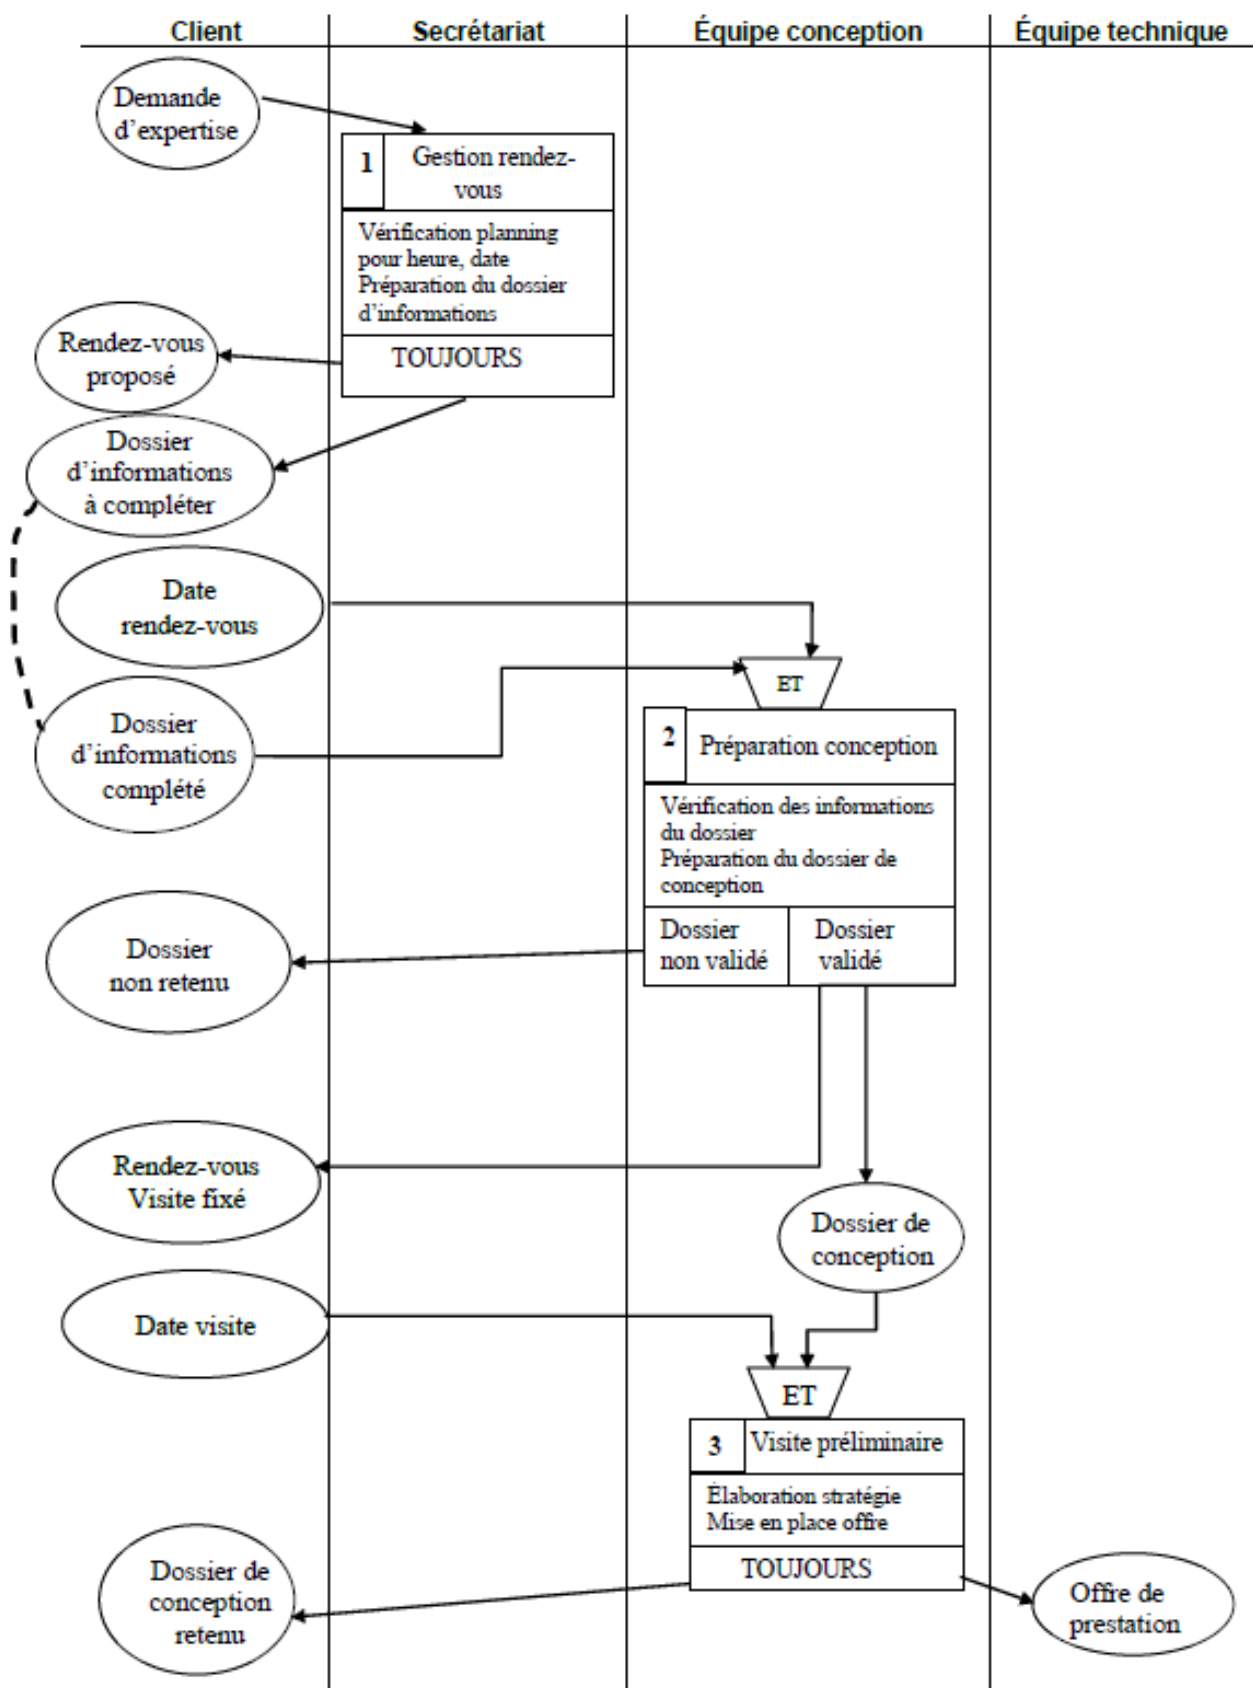 Client
Secrétariat
Équipe conception
Équipe technique
Demande
d'expertise
1
Gestion rendez-
vous
Vérification planning
pour heure, date
Préparation du dossier
d'informations
TOUJOURS
Rendez-vous
proposé
Dossier
d'informations
à compléter
Date
rendez-vous
ET
Dossier
d'informations
complété
2
Préparation conception
Vérification des informations
du dossier
Préparation du dossier de
conception
Dossier
non validé
Dossier
validé
Dossier
non retenu
Rendez-vous
Visite fixé
Dossier de
conception
Date visite
ET
3
Visite préliminaire
Élaboration stratégie
Mise en place offre
TOUJOURS
Dossier de
conception
retenu
Offre de
prestation